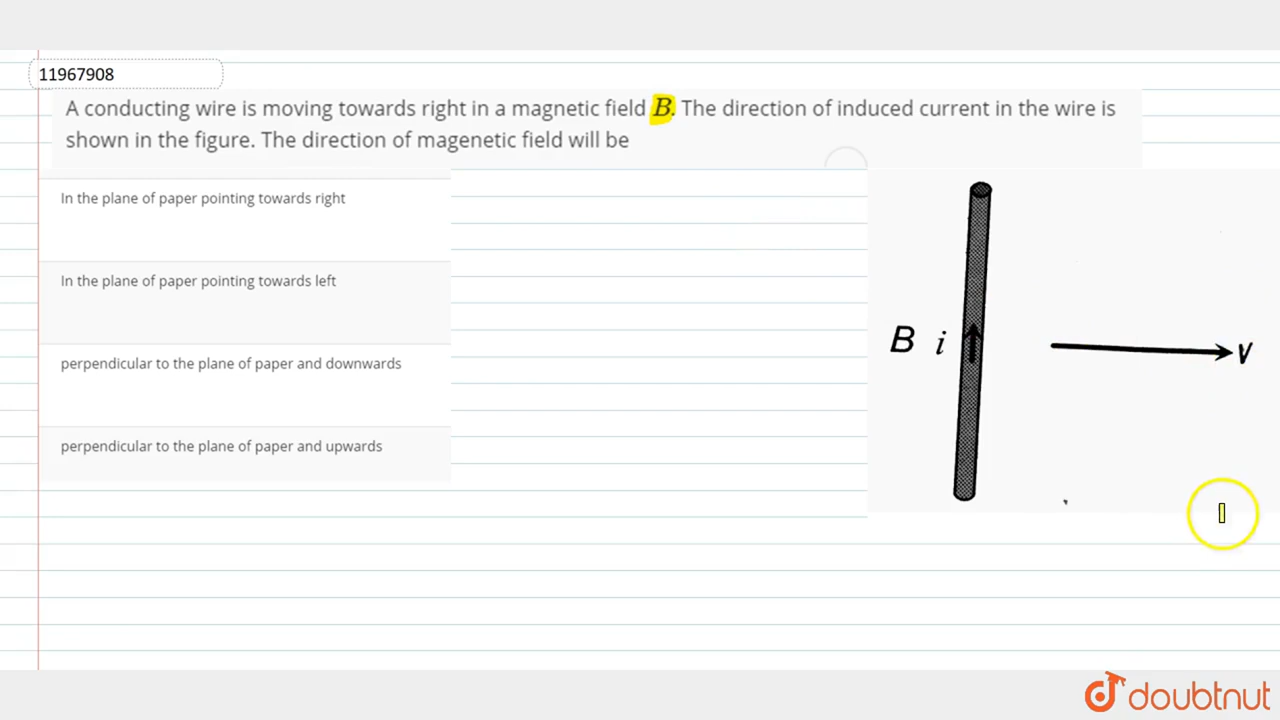 11967908
A conducting wire is moving towards right in a magnetic field B. The direction of induced current in the wire is
shown in the figure. The direction of magenetic field will be
In the plane of paper pointing towards right
In the plane of paper pointing towards left
perpendicular to the plane of paper and downwards
perpendicular to the plane of paper and upwards
B i
V
doubtnut